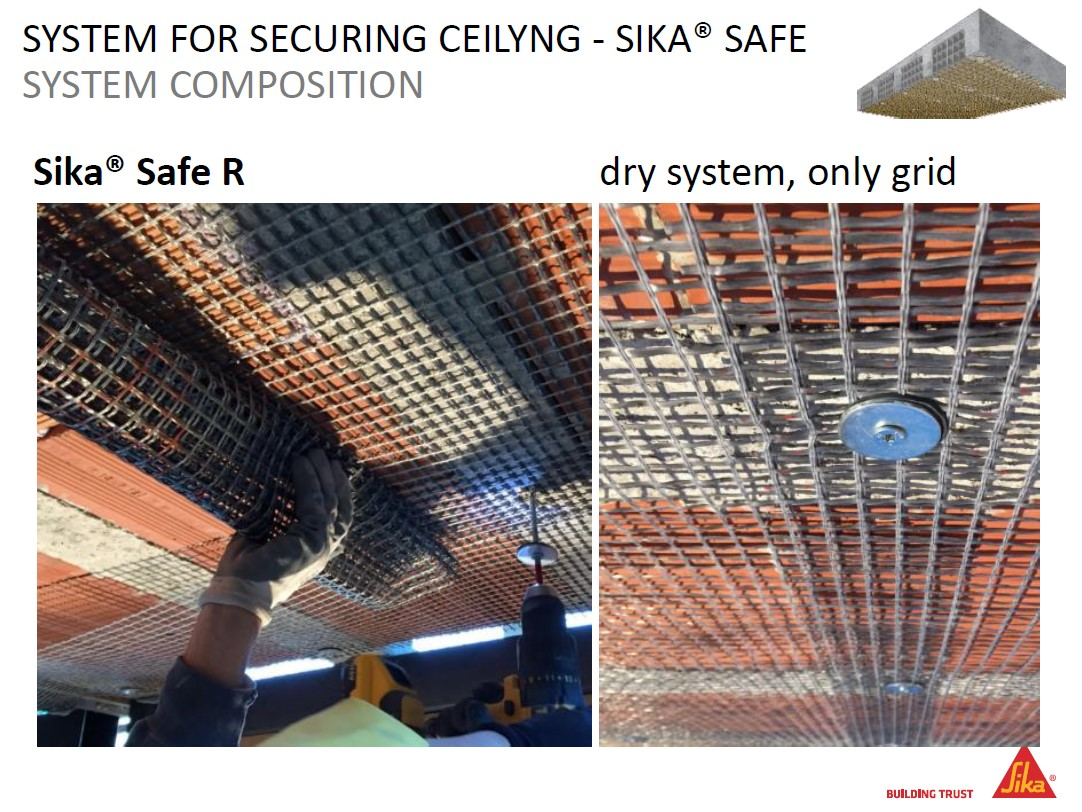 SYSTEM FOR SECURING CEILYNG - SIKA® SAFE
SYSTEM COMPOSITION
Sika® Safe R
dry system, only grid
BUILDING TRUST
Sika®